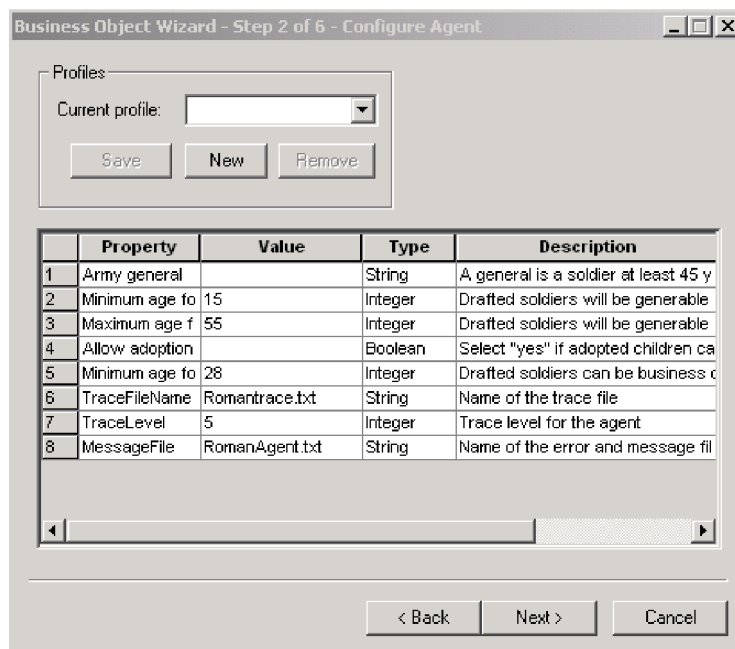 Business Object Wizard - Step 2 of 6 - Configure Agent
Profiles
Current profile:
Save New Remove
Property Value Type Description
1 Army general String A general is a soldier at least 45 y
2 Minimum age fo 15 Integer Drafted soldiers will be generable
3 Maximum age f 55 Integer Drafted soldiers will be generable
4 Allow adoption Boolean Select "yes" if adopted children ca
5 Minimum age fo 28 Integer Drafted soldiers can be business o
6 TraceFileName Romantrace.txt String Name of the trace file
7 TraceLevel 5 Integer Trace level for the agent
8 MessageFile RomanAgent.txt String Name of the error and message fil
< Back Next > Cancel